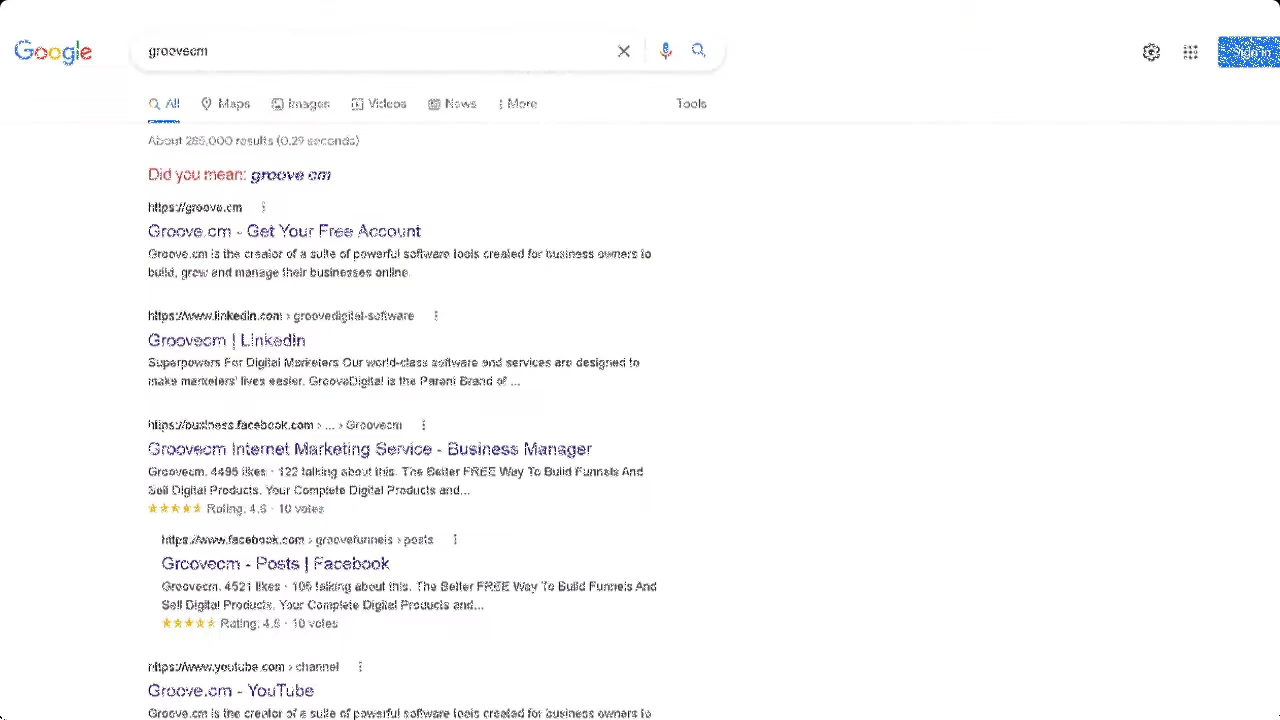 Google
groovecm
Sign in
All Maps Images Videos News More Tools
About 265,000 results (0.29 seconds)
Did you mean: groove cm
https://groove.cm
Groove.cm - Get Your Free Account
Groove.cm is the creator of a suite of powerful software tools created for business owners to
build, grow and manage their businesses online.
https://www.linkedin.com › groovedigital-software
Groovecm | LinkedIn
Superpowers For Digital Marketers Our world-class software and services are designed to
make marketers' lives easier. GrooveDigital is the Parent Brand of ...
https://business.facebook.com › ... › Groovecm
Groovecm Internet Marketing Service - Business Manager
Groovecm. 4495 likes · 122 talking about this. The Better FREE Way To Build Funnels And
Sell Digital Products. Your Complete Digital Products and...
Rating: 4.6 · 10 votes
https://www.facebook.com › groovefunnels › posts
Groovecm - Posts | Facebook
Groovecm. 4521 likes · 106 talking about this. The Better FREE Way To Build Funnels And
Sell Digital Products. Your Complete Digital Products and...
Rating: 4.6 · 10 votes
https://www.youtube.com › channel
Groove.cm - YouTube
Groove.cm is the creator of a suite of powerful software tools created for business owners to